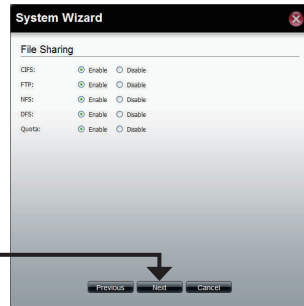 System Wizard
File Sharing
CIFS: Enable Disable
FTP: Enable Disable
NFS: Enable Disable
DFS: Enable Disable
Quota: Enable Disable
Previous Next Cancel